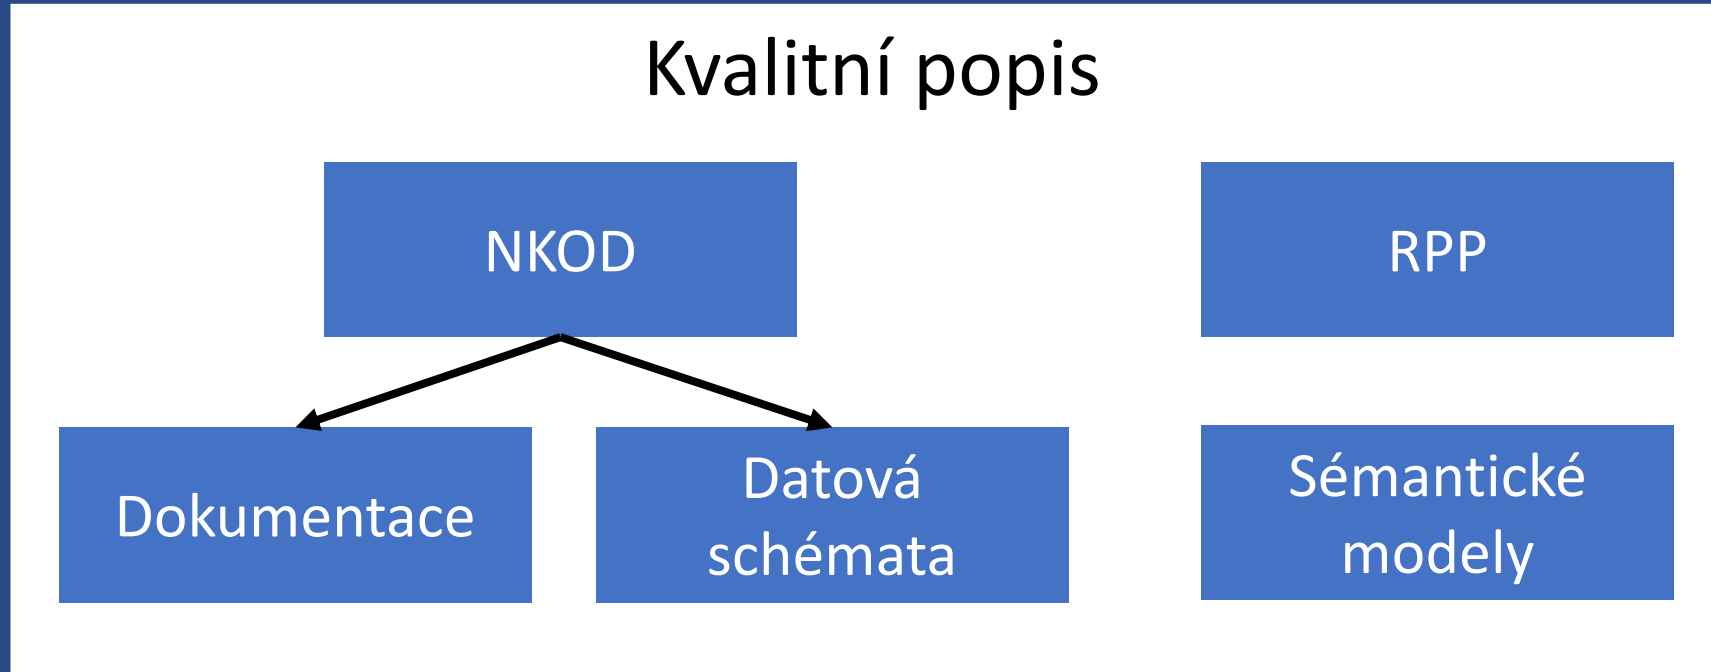 Kvalitní popis
NKOD
RPP
Dokumentace
Datová
schémata
Sémantické
modely